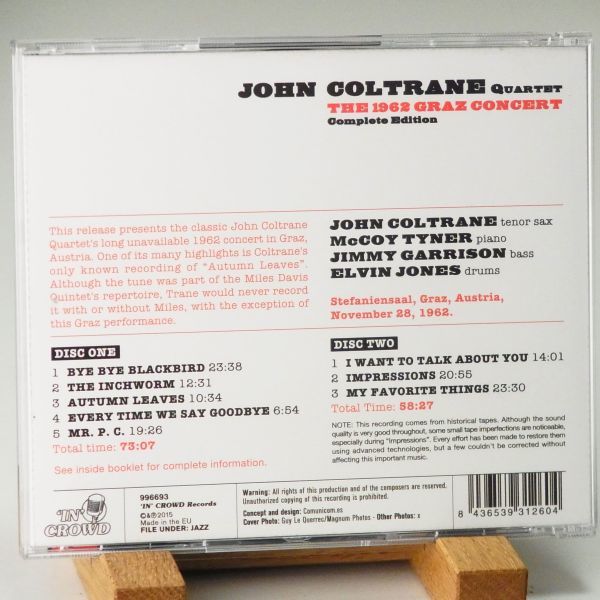 JOHN COLTRANE QUARTET
THE 1962 GRAZ CONCERT
Complete Edition
This release presents the classic John Coltrane
Quartet's long unavailable 1962 concert in Graz,
Austria. One of its many highlights is Coltrane's
only known recording of "Autumn Leaves".
Although the tune was part of the Miles Davis
Quintet's repertoire, Trane would never record
it with or without Miles, with the exception of
this Graz performance.
JOHN COLTRANE tenor sax
McCOY TYNER piano
JIMMY GARRISON bass
ELVIN JONES drums
Stefaniensaal, Graz, Austria,
November 28, 1962.
DISC ONE
1 BYE BYE BLACKBIRD 23:38
2 THE INCHWORM 12:31
3 AUTUMN LEAVES 10:34
4 EVERY TIME WE SAY GOODBYE 6:54
5 MR. P. C. 19:26
Total time: 73:07
See inside booklet for complete information.
DISC TWO
1 I WANT TO TALK ABOUT YOU 14:01
2 IMPRESSIONS 20:55
3 MY FAVORITE THINGS 23:30
Total Time: 58:27
NOTE: This recording comes from historical tapes. Although the sound
quality is very good throughout, some small tape imperfections are noticeable,
especially during "Impressions". Every effort has been made to restore them
using advanced technologies, but a few couldn't be corrected without
affecting this important music.
'IN'
CROWD
996693
'IN' CROWD Records
©℗2015
Made in the EU
FILE UNDER: JAZZ
Warning: All rights of this production and of the composers are reserved.
Unauthorized copying of this recording is prohibited.
Concept and design: Comunicom.es
Cover Photo: Guy Le Querrec/Magnum Photos - Other Photos: x
8 436539 312604